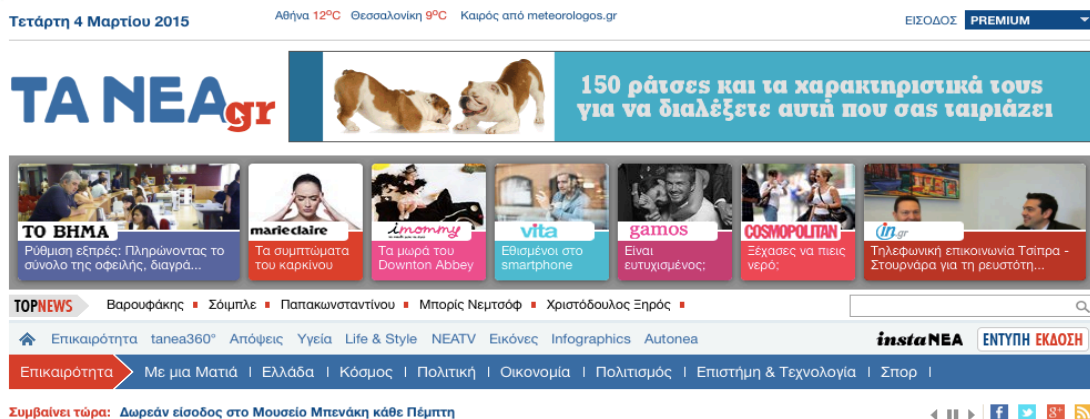 Τετάρτη 4 Μαρτίου 2015
Αθήνα 12°C Θεσσαλονίκη 9°C Καιρός από meteorologos.gr
ΕΙΣΟΔΟΣ PREMIUM
ΤΑ ΝΕΑ gr
150 ράτσες και τα χαρακτηριστικά τους
για να διαλέξετε αυτή που σας ταιριάζει
ΤΟ ΒΗΜΑ
Ρύθμιση εξπρές: Πληρώνοντας το
σύνολο της οφειλής, διαγρά...
marie claire
Τα συμπτώματα
του καρκίνου
imommy
Τα μωρά του
Downton Abbey
vita
Εθισμένοι στο
smartphone
gamos
Είναι
ευτυχισμένος;
COSMOPOLITAN
Ξέχασες να πιεις
νερό;
in.gr
Τηλεφωνική επικοινωνία Τσίπρα -
Στουρνάρα για τη ρευστότη...
TOPNEWS Βαρουφάκης Σόιμπλε Παπακωνσταντίνου Μπορίς Νεμτσόφ Χριστόδουλος Ξηρός
Επικαιρότητα tanea360° Απόψεις Υγεία Life & Style NEATV Εικόνες Infographics Autonea
instaNEA ΕΝΤΥΠΗ ΕΚΔΟΣΗ
Επικαιρότητα Με μια Ματιά | Ελλάδα | Κόσμος | Πολιτική | Οικονομία | Πολιτισμός | Επιστήμη & Τεχνολογία | Σπορ |
Συμβαίνει τώρα: Δωρεάν είσοδος στο Μουσείο Μπενάκη κάθε Πέμπτη